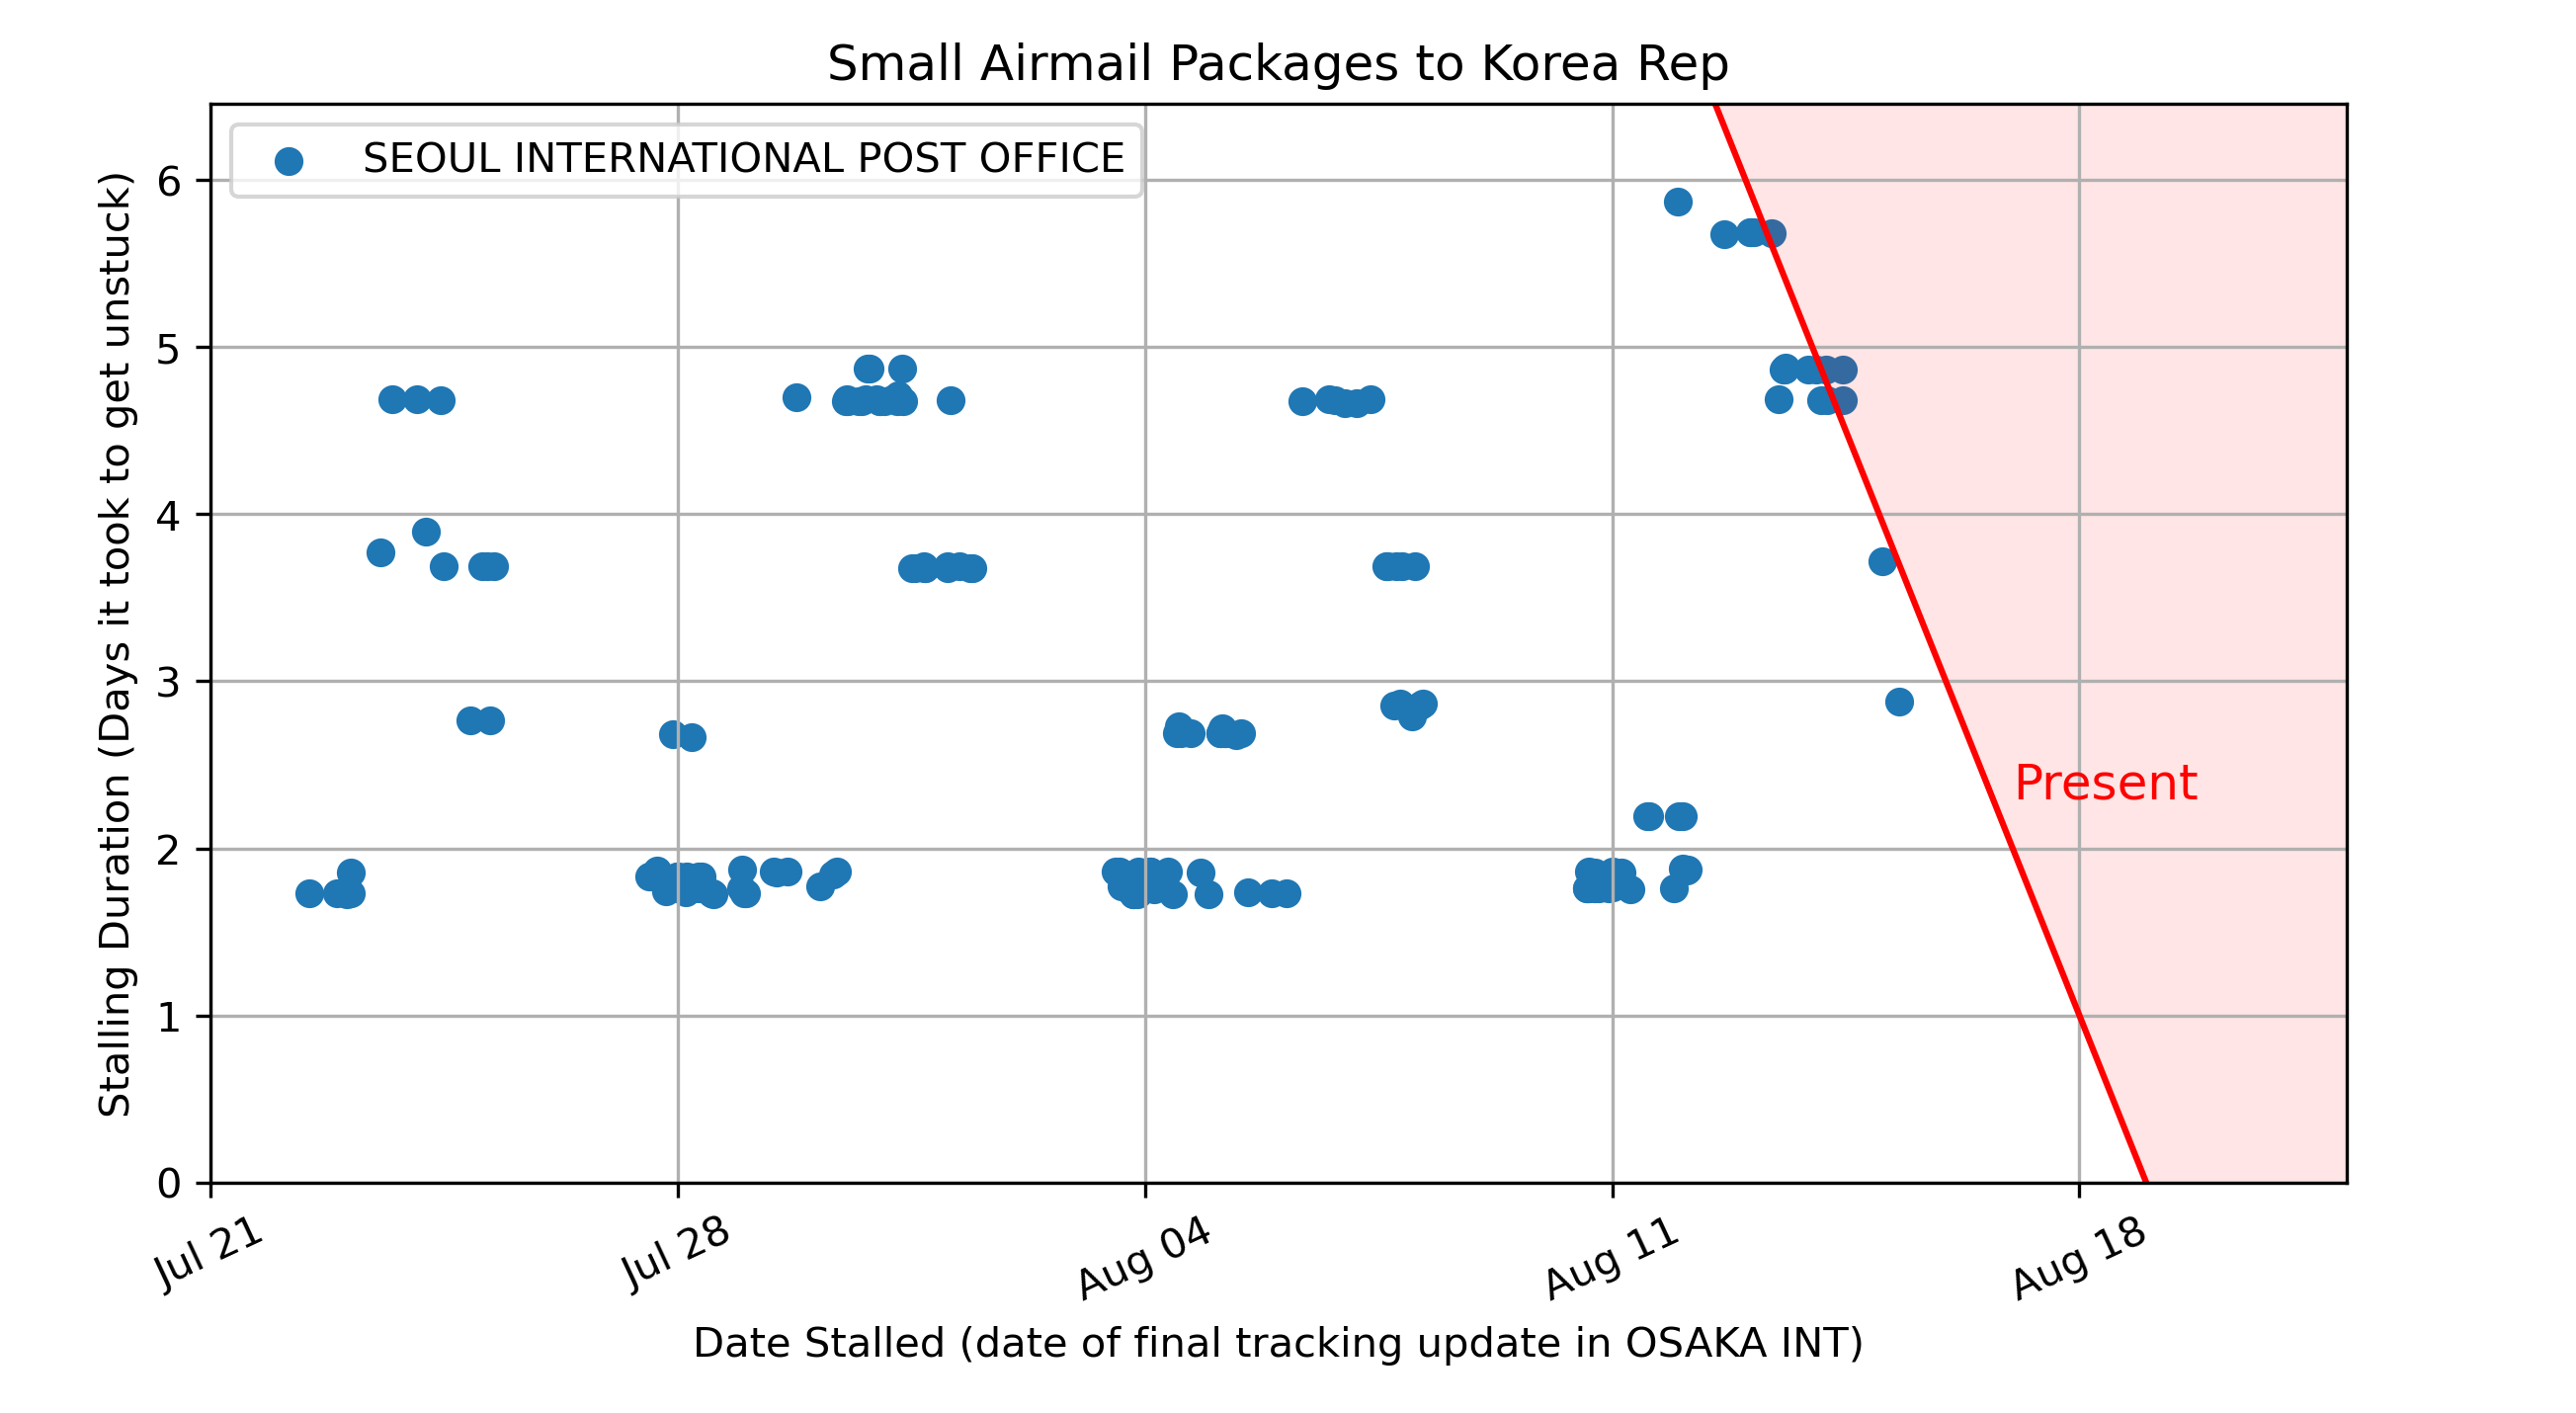 Small Airmail Packages to Korea Rep
SEOUL INTERNATIONAL POST OFFICE
Stalling Duration (Days it took to get unstuck)
6
5
4
3
2
1
0
Present
Jul 21
Jul 28
Aug 04
Aug 11
Aug 18
Date Stalled (date of final tracking update in OSAKA INT)